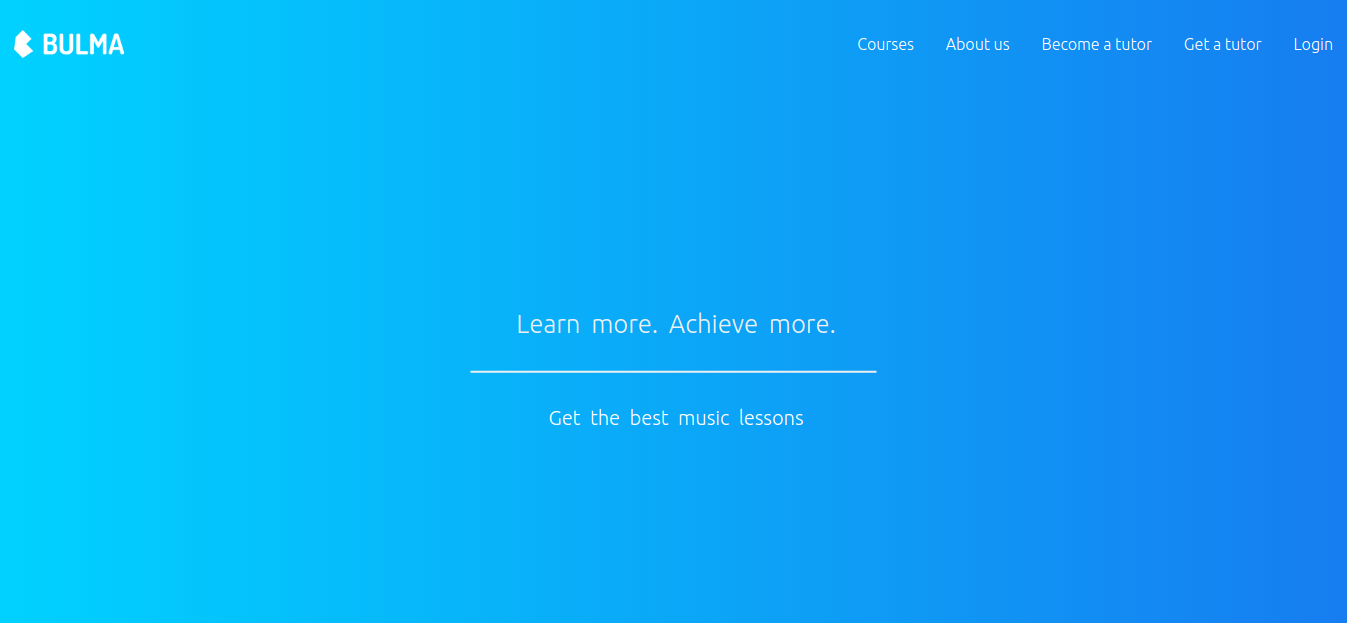 BULMA
Courses About us Become a tutor Get a tutor Login
Learn more. Achieve more.
Get the best music lessons